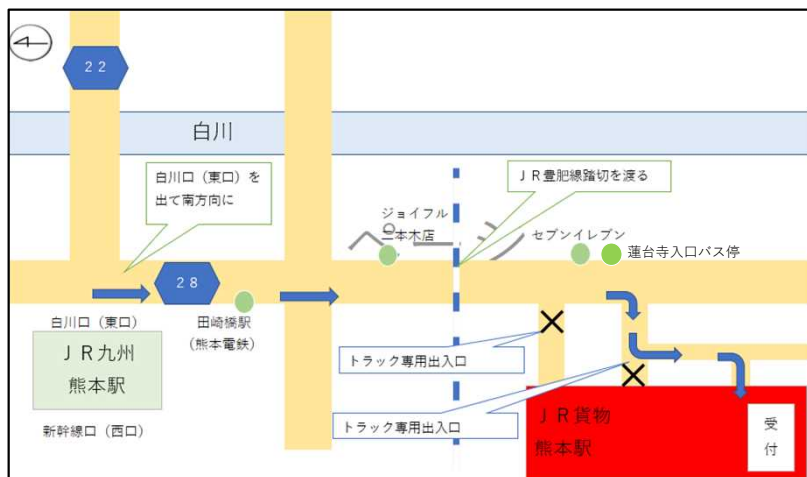 ２２
白川
白川口（東口）を
出て南方向に
ＪＲ豊肥線踏切を渡る
ジョイフル
二本木店
セブンイレブン
蓮台寺入口バス停
２８
白川口（東口）
田崎橋駅
（熊本電鉄）
ＪＲ九州
熊本駅
新幹線口（西口）
トラック専用出入口
トラック専用出入口
ＪＲ貨物
熊本駅
受
付